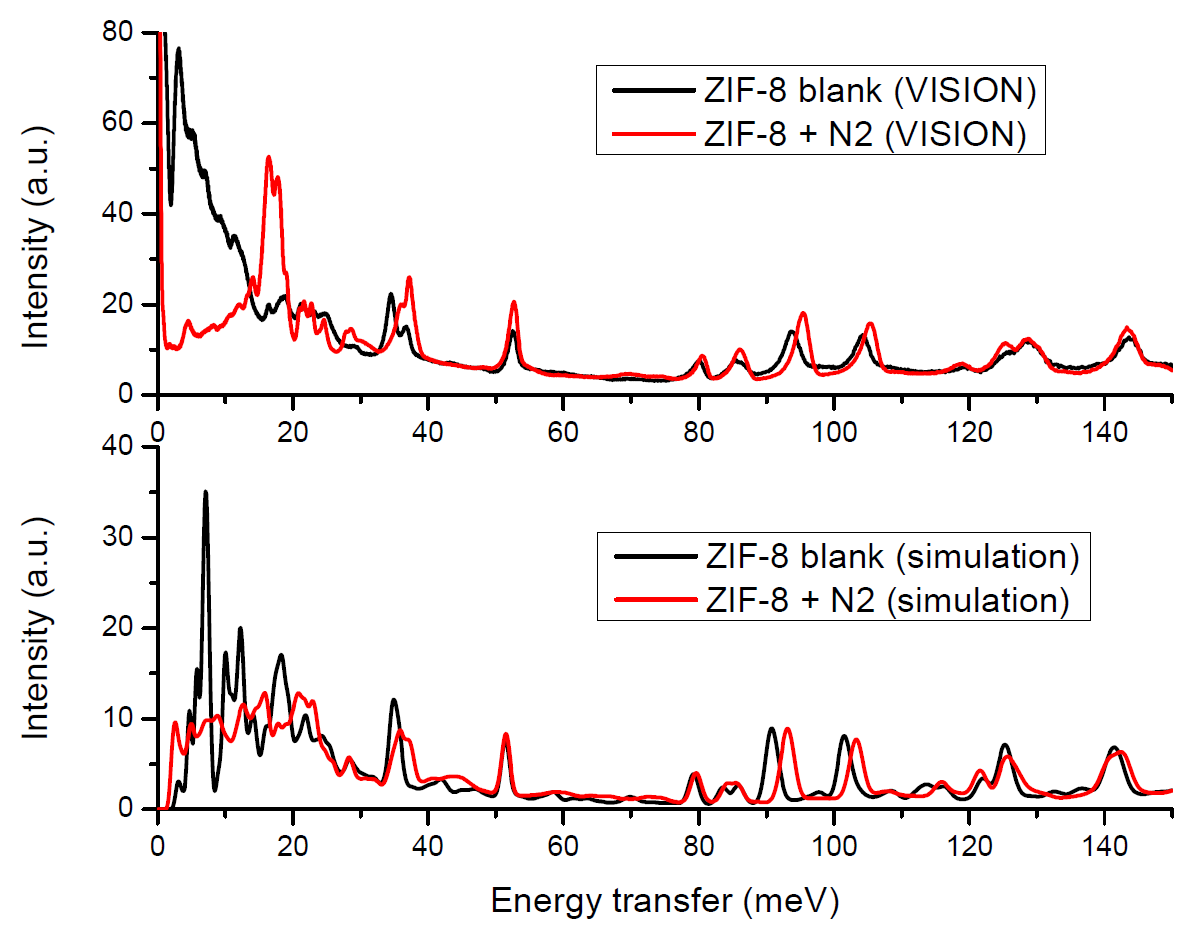 80
60
40
20
0
Intensity (a.u.)
ZIF-8 blank (VISION)
ZIF-8 + N2 (VISION)
0 20 40 60 80 100 120 140
40
30
20
10
0
Intensity (a.u.)
ZIF-8 blank (simulation)
ZIF-8 + N2 (simulation)
0 20 40 60 80 100 120 140
Energy transfer (meV)